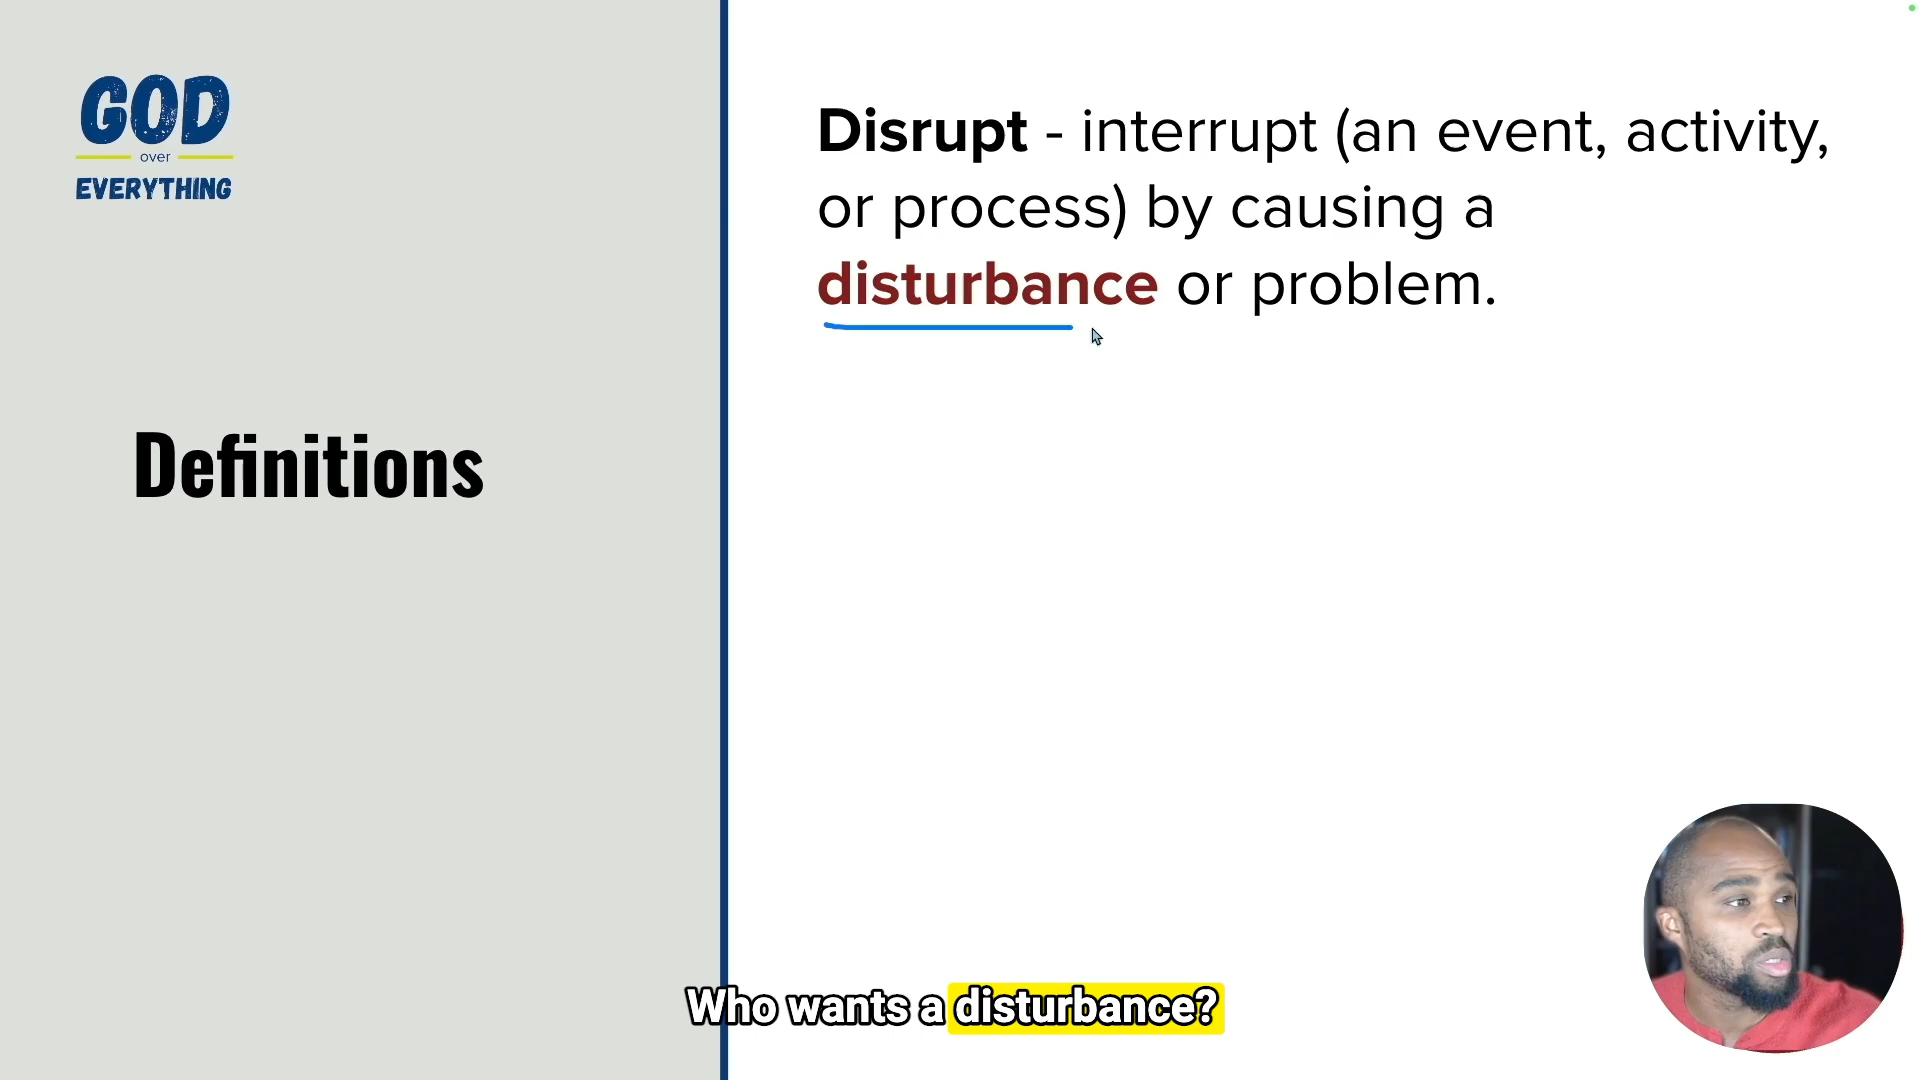 GOD
over
EVERYTHING
Definitions
Disrupt - interrupt (an event, activity,
or process) by causing a
disturbance or problem.
Who wants a disturbance?